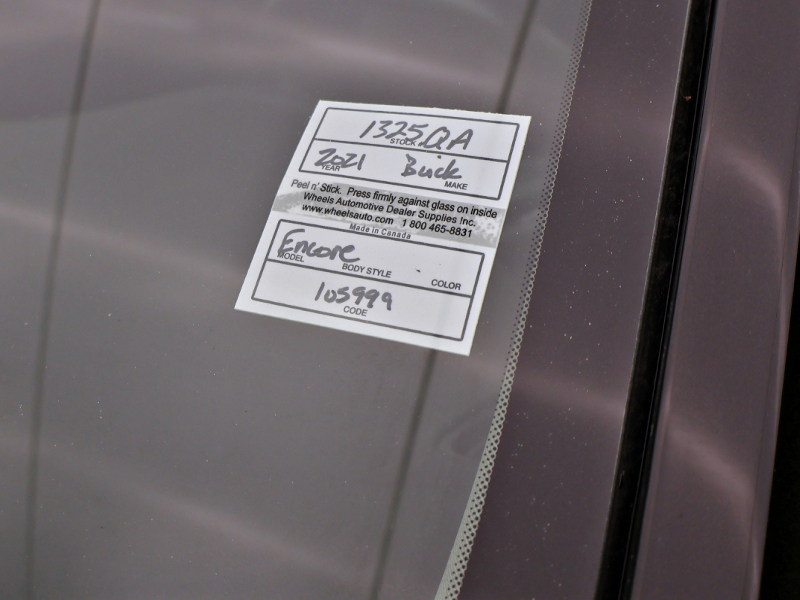 1325QA
STOCK
2021 Buick
YEAR MAKE
Peel n' Stick. Press firmly against glass on inside
Wheels Automotive Dealer Supplies Inc.
www.wheelsauto.com 1 800 465-8831
Made in Canada
Encore
MODEL BODY STYLE COLOR
105999
CODE